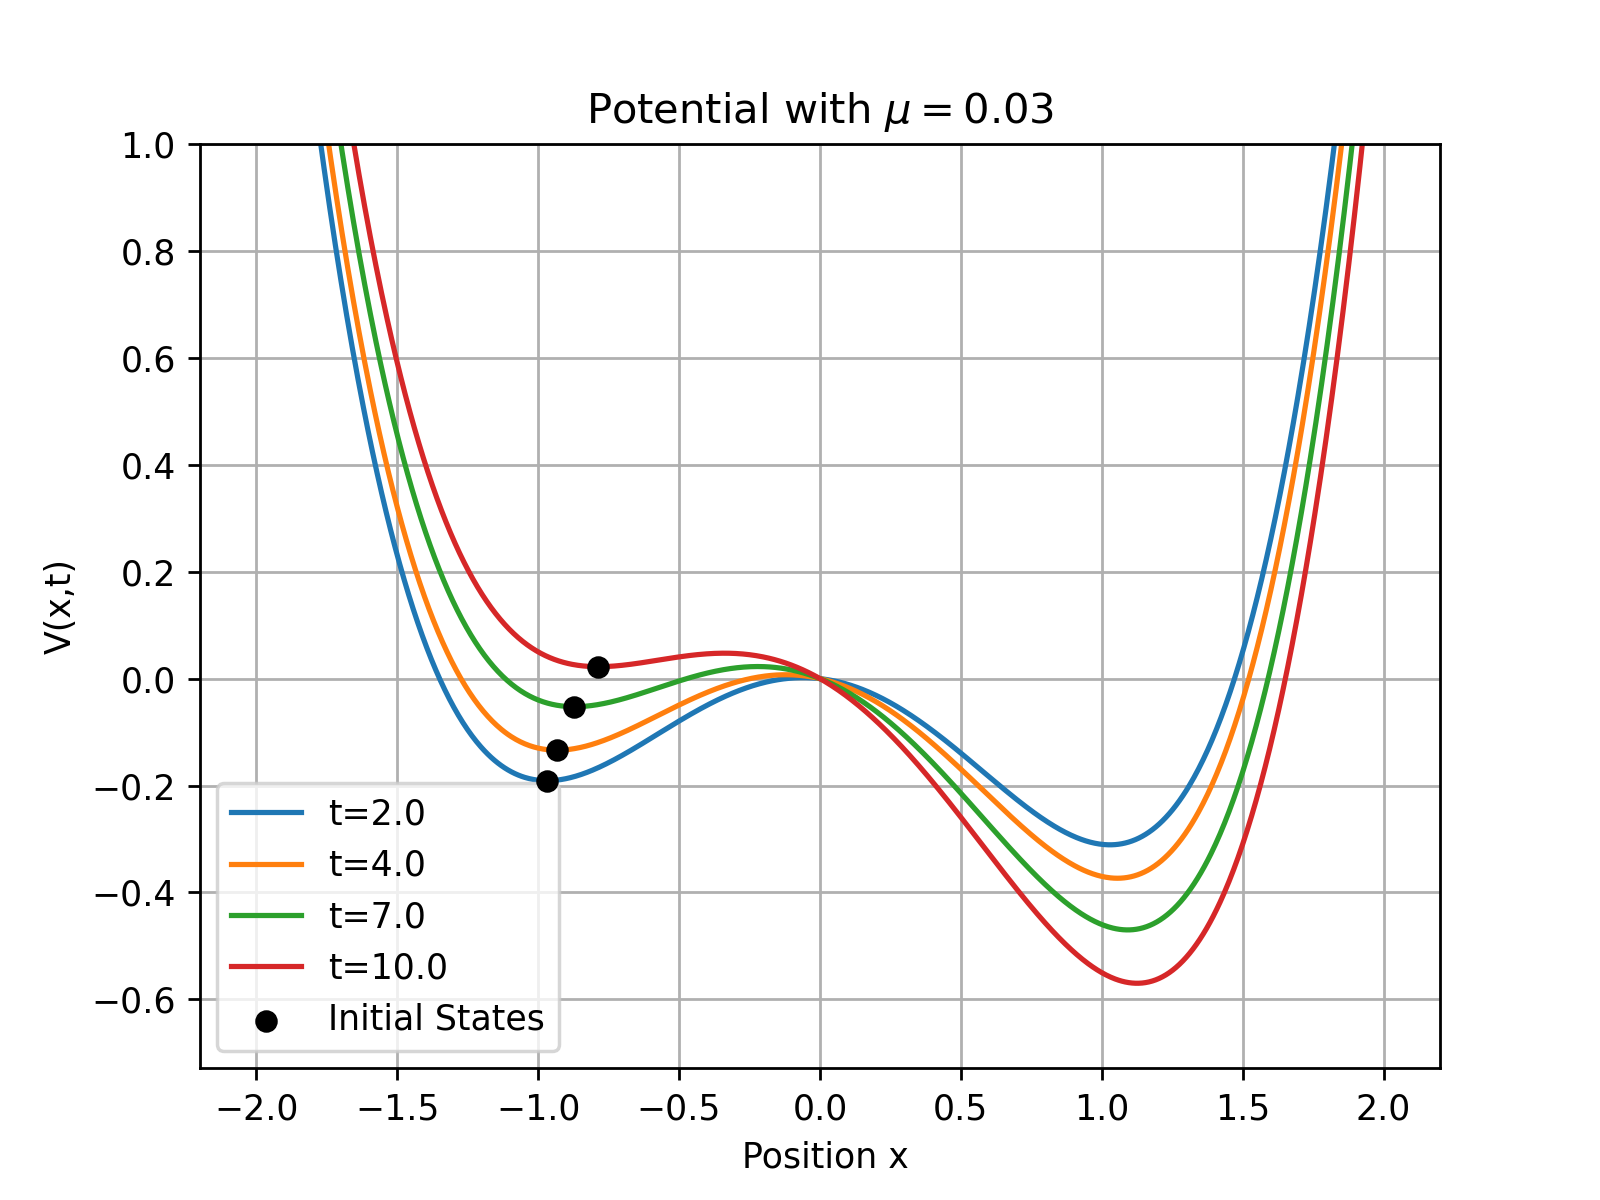 Potential with μ = 0.03
V(x,t)
1.0
0.8
0.6
0.4
0.2
0.0
−0.2
−0.4
−0.6
t=2.0
t=4.0
t=7.0
t=10.0
Initial States
−2.0 −1.5 −1.0 −0.5 0.0 0.5 1.0 1.5 2.0
Position x